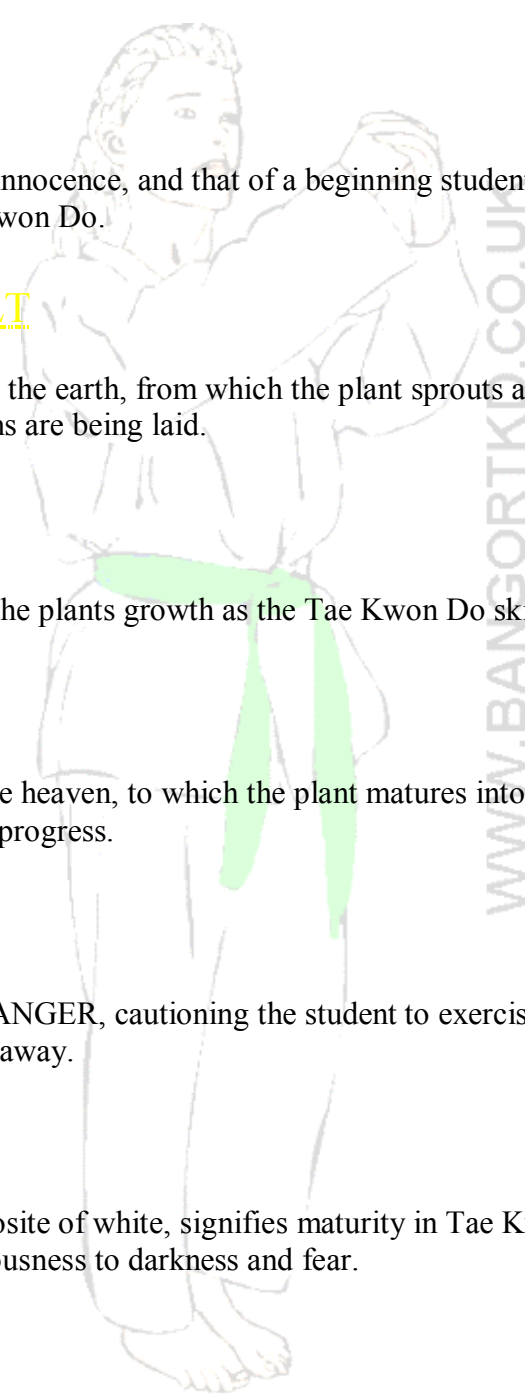 nnocence, and that of a beginning studen
won Do.
LT
the earth, from which the plant sprouts a
ns are being laid.
he plants growth as the Tae Kwon Do sk
e heaven, to which the plant matures into
progress.
ANGER, cautioning the student to exercis
away.
osite of white, signifies maturity in Tae K
ousness to darkness and fear.
WWW.BANGORTKD.CO.UK